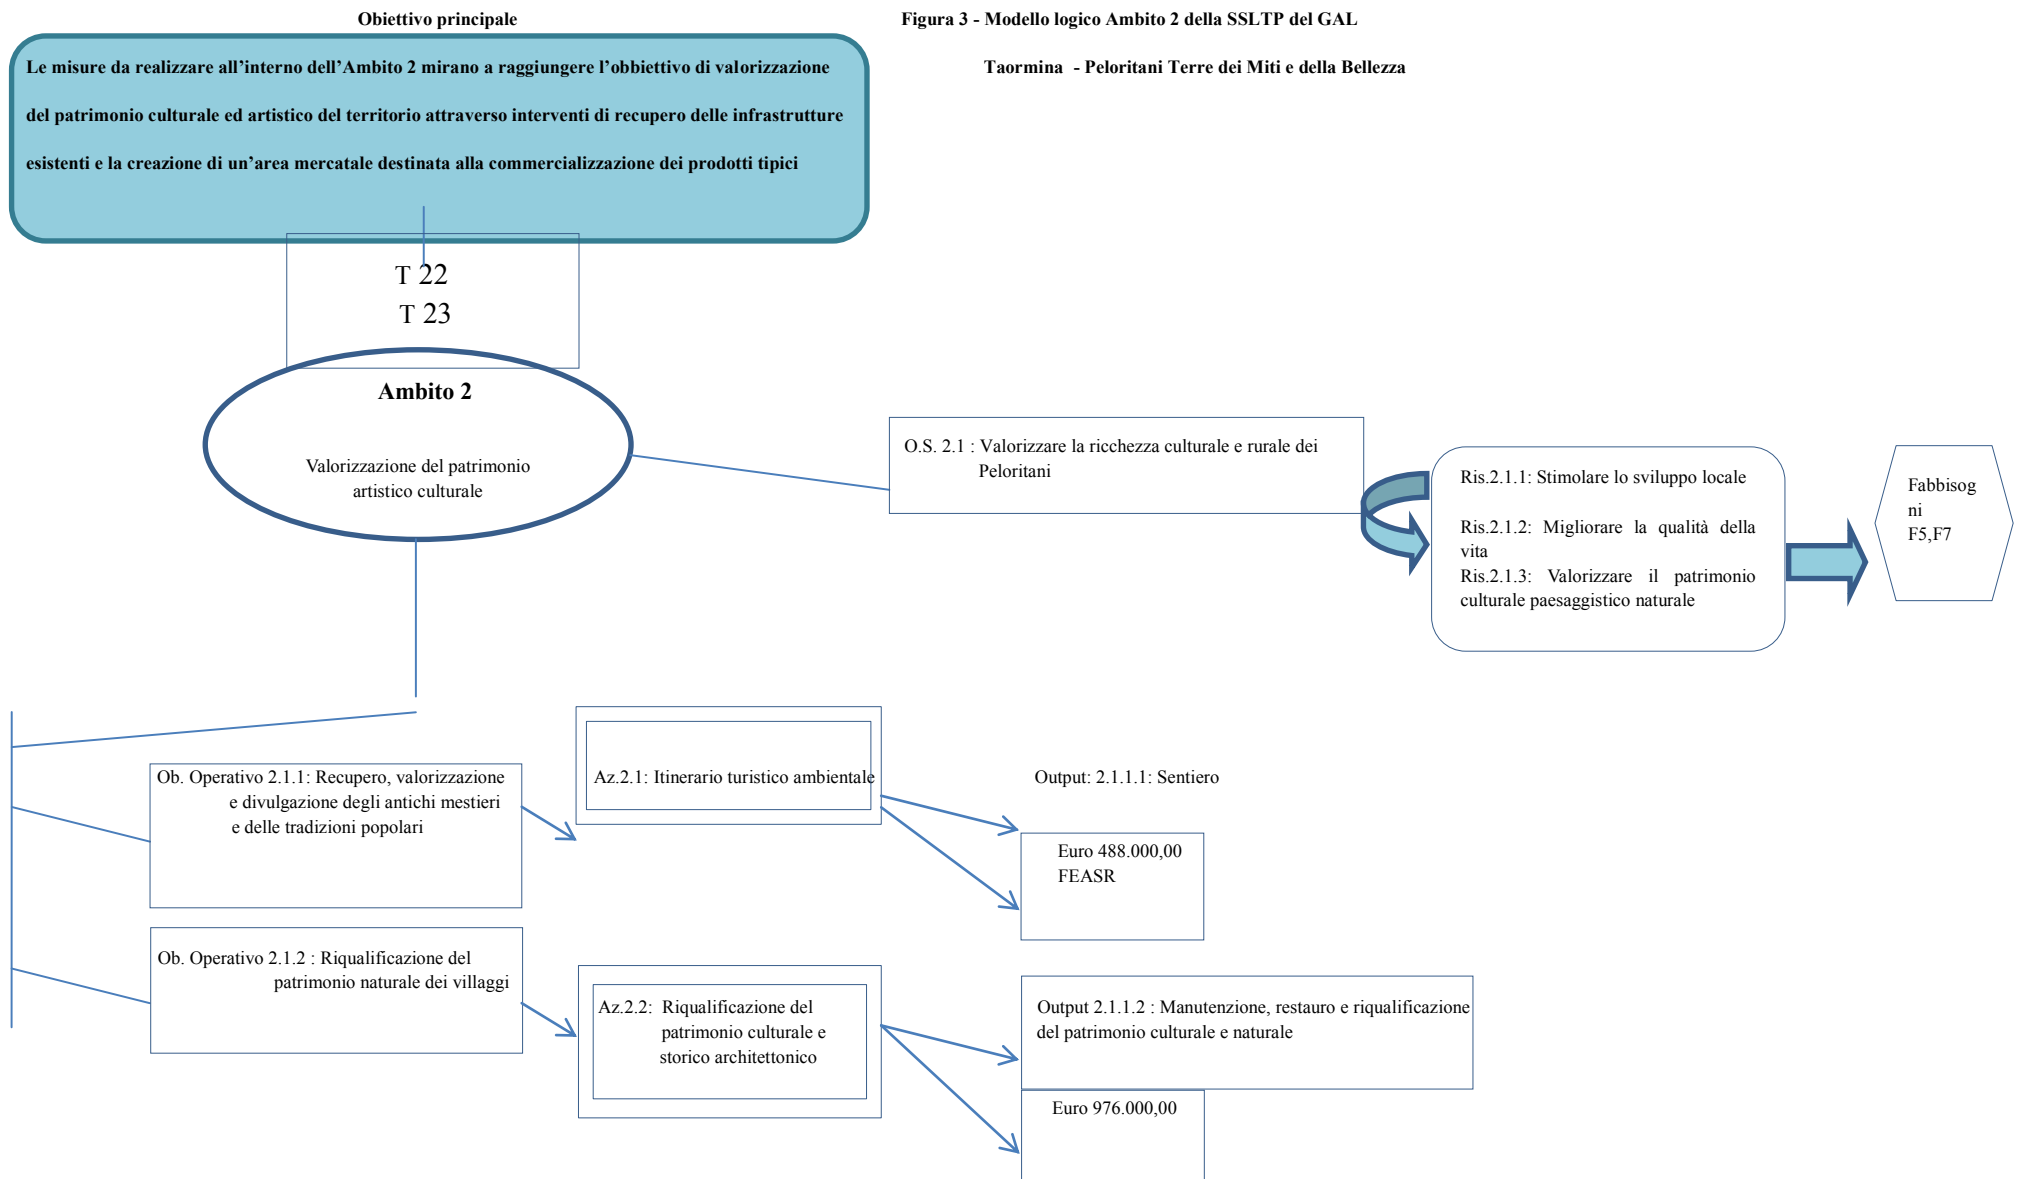 Obiettivo principale
Figura 3 - Modello logico Ambito 2 della SSLTP del GAL
Taormina - Peloritani Terre dei Miti e della Bellezza
Le misure da realizzare all’interno dell’Ambito 2 mirano a raggiungere l’obbiettivo di valorizzazione
del patrimonio culturale ed artistico del territorio attraverso interventi di recupero delle infrastrutture
esistenti e la creazione di un’area mercatale destinata alla commercializzazione dei prodotti tipici
T 22
T 23
Ambito 2
Valorizzazione del patrimonio
artistico culturale
O.S. 2.1 : Valorizzare la ricchezza culturale e rurale dei
Peloritani
Ris.2.1.1: Stimolare lo sviluppo locale
Ris.2.1.2: Migliorare la qualità della
vita
Ris.2.1.3: Valorizzare il patrimonio
culturale paesaggistico naturale
Fabbisog
ni
F5,F7
Ob. Operativo 2.1.1: Recupero, valorizzazione
e divulgazione degli antichi mestieri
e delle tradizioni popolari
Az.2.1: Itinerario turistico ambientale
Output: 2.1.1.1: Sentiero
Euro 488.000,00
FEASR
Ob. Operativo 2.1.2 : Riqualificazione del
patrimonio naturale dei villaggi
Az.2.2: Riqualificazione del
patrimonio culturale e
storico architettonico
Output 2.1.1.2 : Manutenzione, restauro e riqualificazione
del patrimonio culturale e naturale
Euro 976.000,00